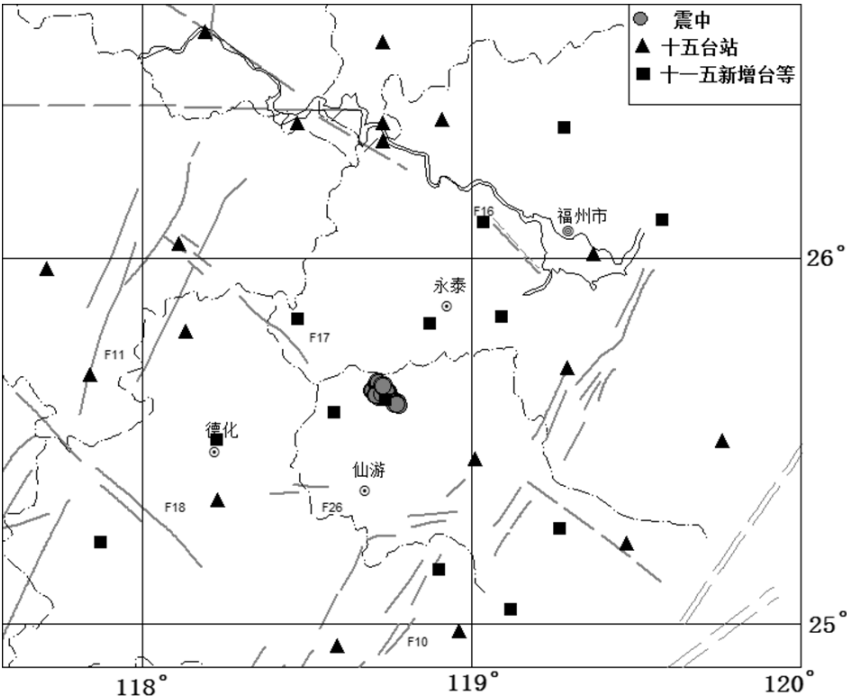 震中
十五台站
十一五新增台等
F16
福州市
26°
永泰
F17
F11
德化
仙游
F18
F26
25°
F10
118°
119°
120°